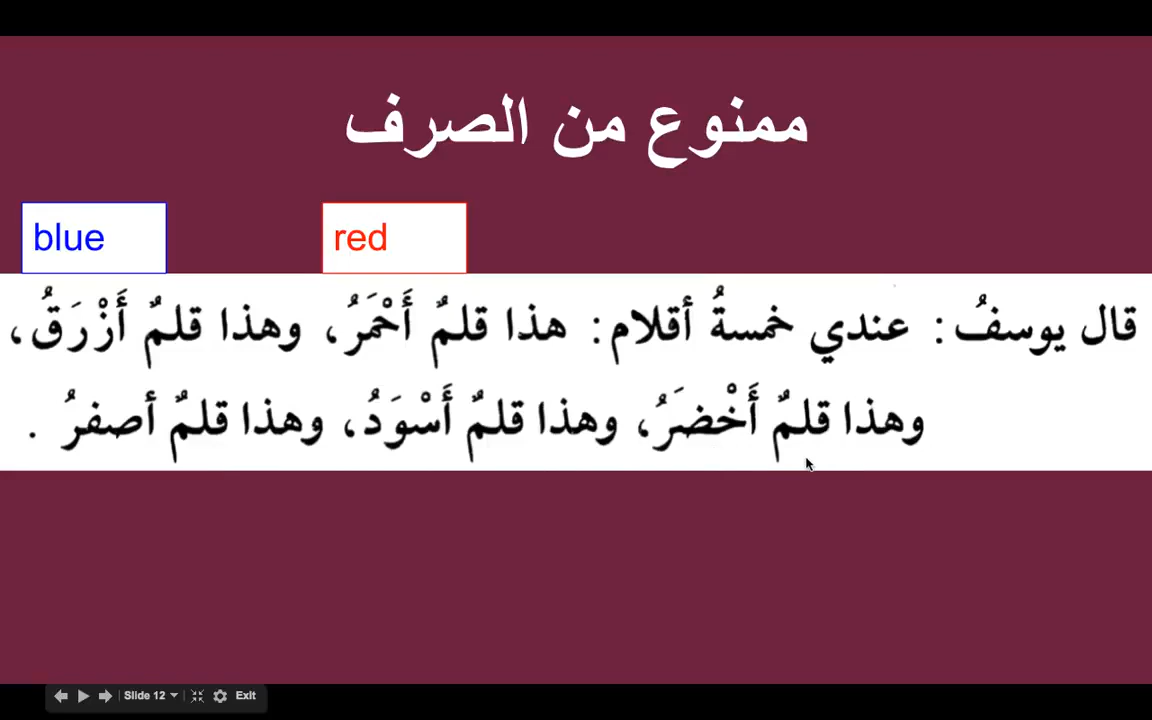 ممنوع من الصرف
blue
red
قال يوسفُ : عندي خمسةُ أقلام : هذا قلمٌ أَحْمَرُ، وهذا قلمٌ أَزْرَقُ،
وهذا قلمٌ أَخْضَرُ، وهذا قلمٌ أَسْوَدُ، وهذا قلمٌ أصفرُ .
Slide 12
Exit